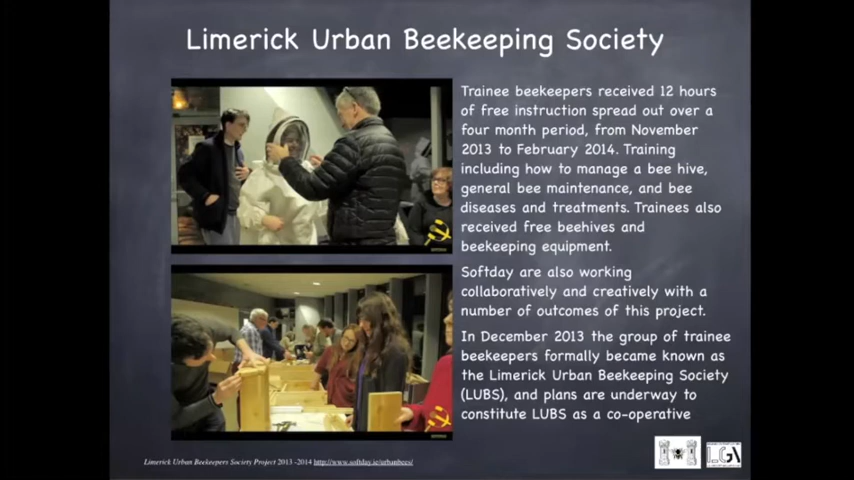 Limerick Urban Beekeeping Society
Trainee beekeepers received 12 hours
of free instruction spread out over a
four month period, from November
2013 to February 2014. Training
including how to manage a bee hive,
general bee maintenance, and bee
diseases and treatments. Trainees also
received free beehives and
beekeeping equipment.
Softday are also working
collaboratively and creatively with a
number of outcomes of this project.
In December 2013 the group of trainee
beekeepers formally became known as
the Limerick Urban Beekeeping Society
(LUBS), and plans are underway to
constitute LUBS as a co-operative
Limerick Urban Beekeepers Society Project 2013 -2014 http://www.softday.ie/urbanbees/
LGA